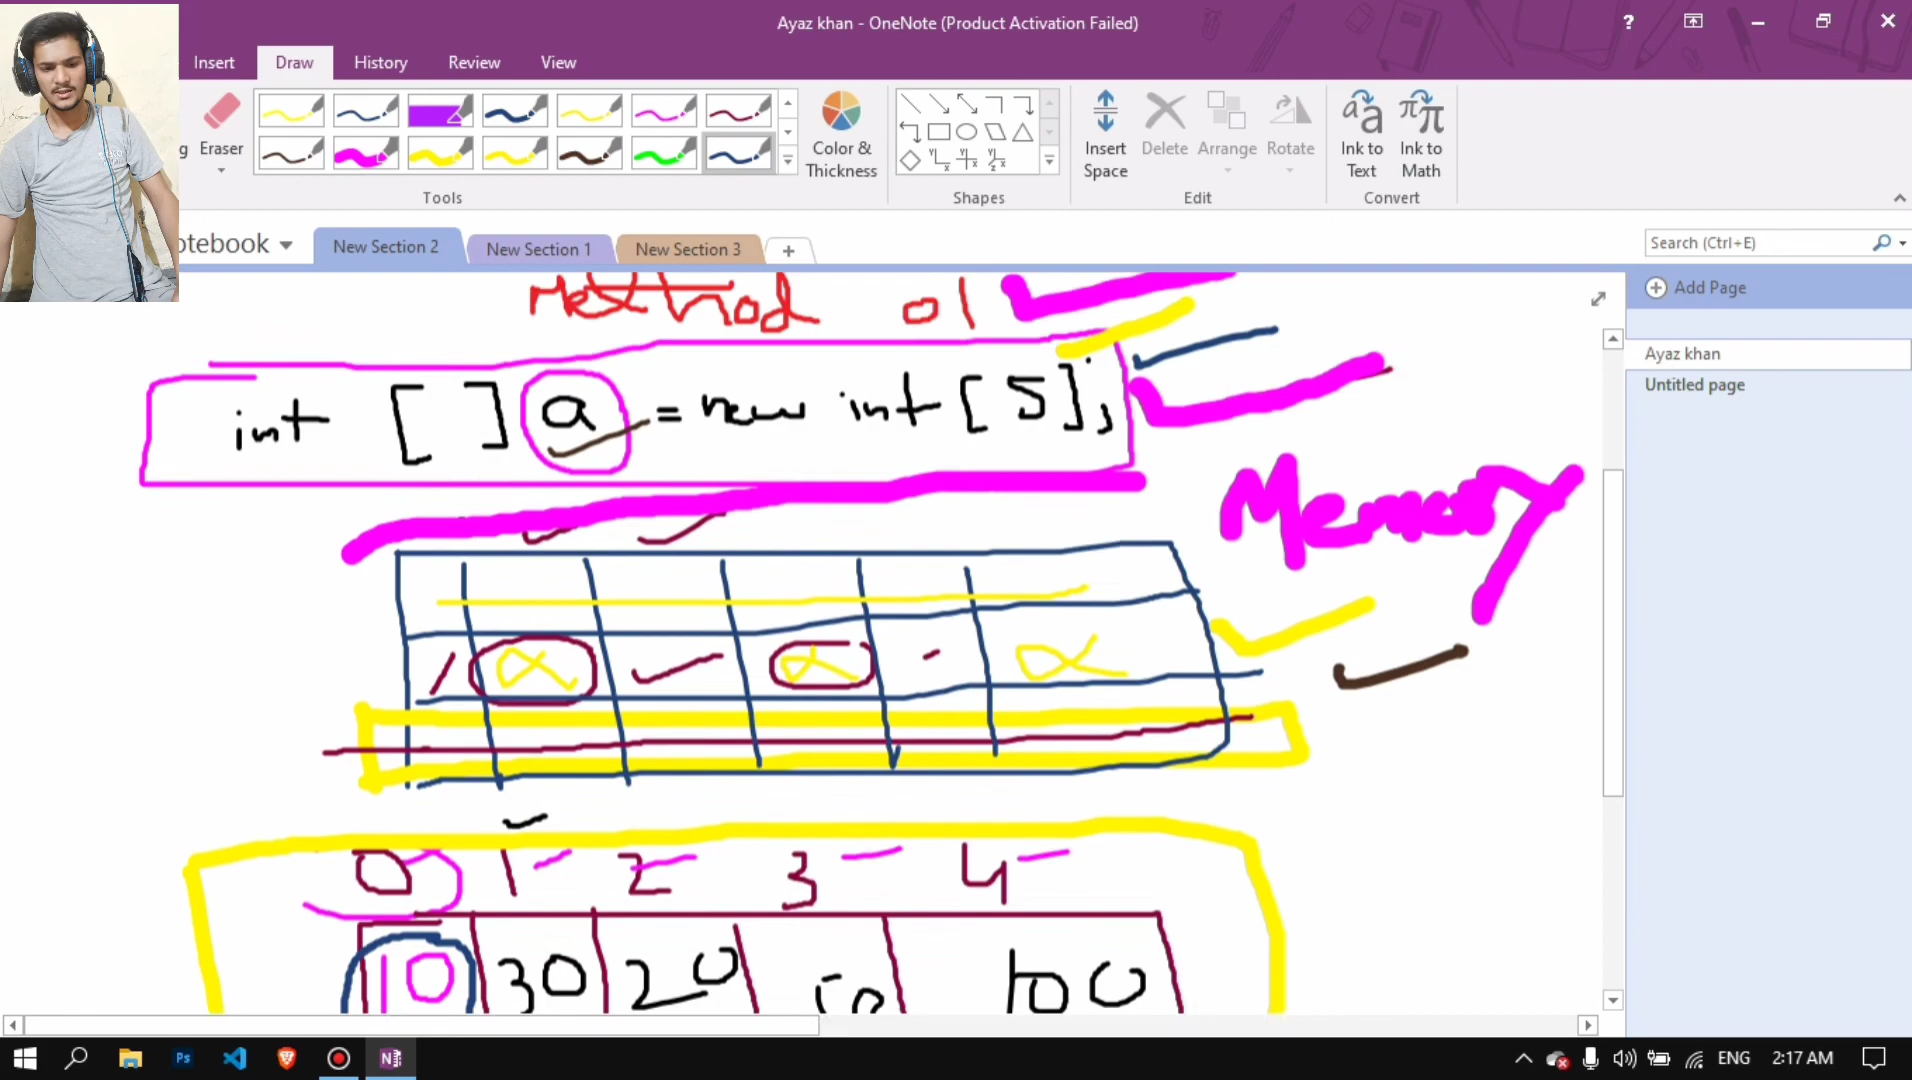 Ayaz khan - OneNote (Product Activation Failed)
Insert Draw History Review View
Eraser
Color & Thickness
Insert Space
Delete Arrange Rotate
Ink to Text
Ink to Math
Tools Shapes Edit Convert
otebook New Section 2 New Section 1 New Section 3
Search (Ctrl+E)
Add Page
Ayaz khan
Untitled page
Method 01
int [ ] a = new int [ 5 ] ;
Memory
0 1 2 3 4
10 30 20 100
ENG 2:17 AM